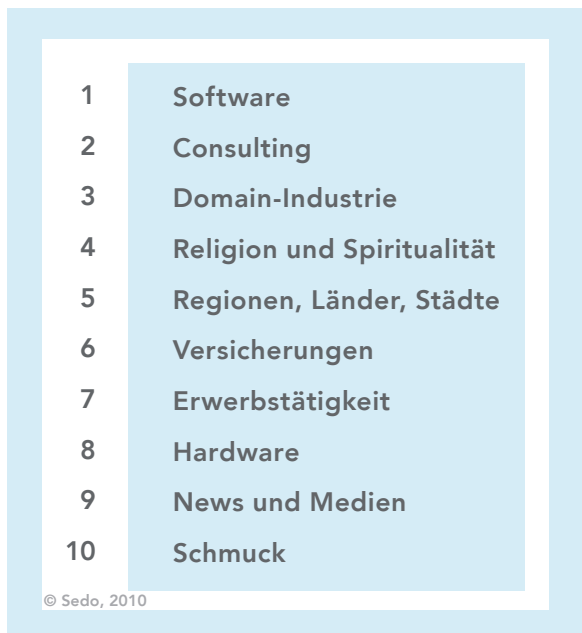 1 Software
2 Consulting
3 Domain-Industrie
4 Religion und Spiritualität
5 Regionen, Länder, Städte
6 Versicherungen
7 Erwerbstätigkeit
8 Hardware
9 News und Medien
10 Schmuck
© Sedo, 2010